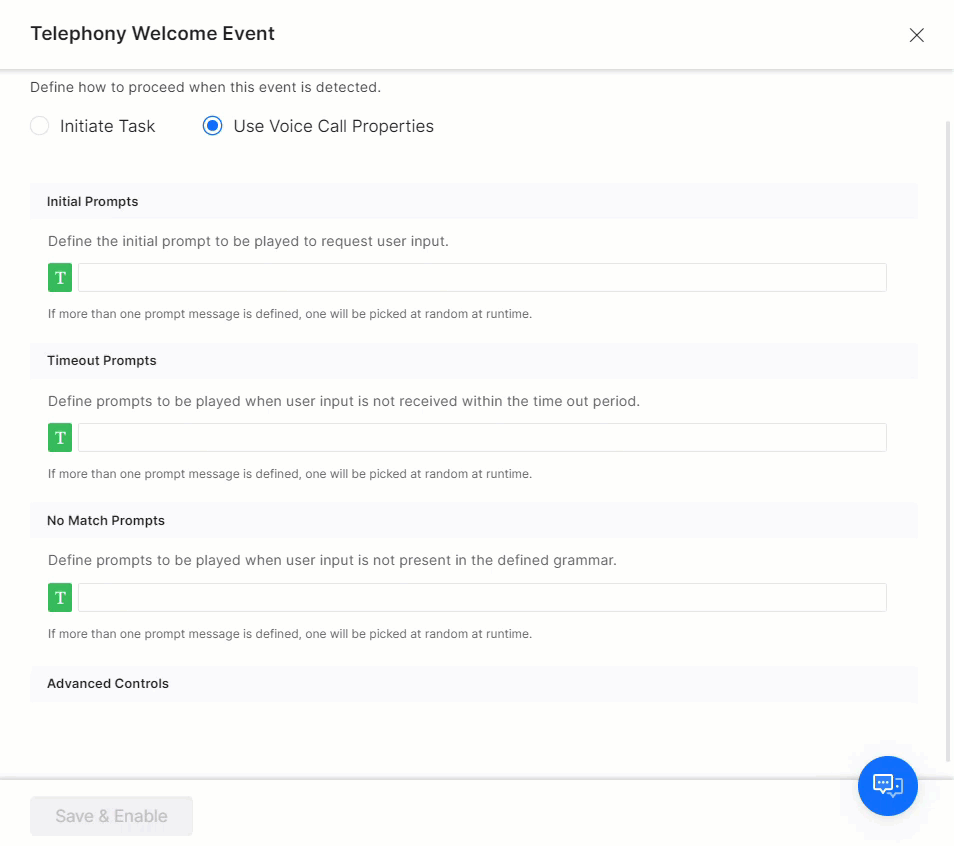 Telephony Welcome Event
Define how to proceed when this event is detected.
Initiate Task Use Voice Call Properties
Initial Prompts
Define the initial prompt to be played to request user input.
T
If more than one prompt message is defined, one will be picked at random at runtime.
Timeout Prompts
Define prompts to be played when user input is not received within the time out period.
T
If more than one prompt message is defined, one will be picked at random at runtime.
No Match Prompts
Define prompts to be played when user input is not present in the defined grammar.
T
If more than one prompt message is defined, one will be picked at random at runtime.
Advanced Controls
Save & Enable